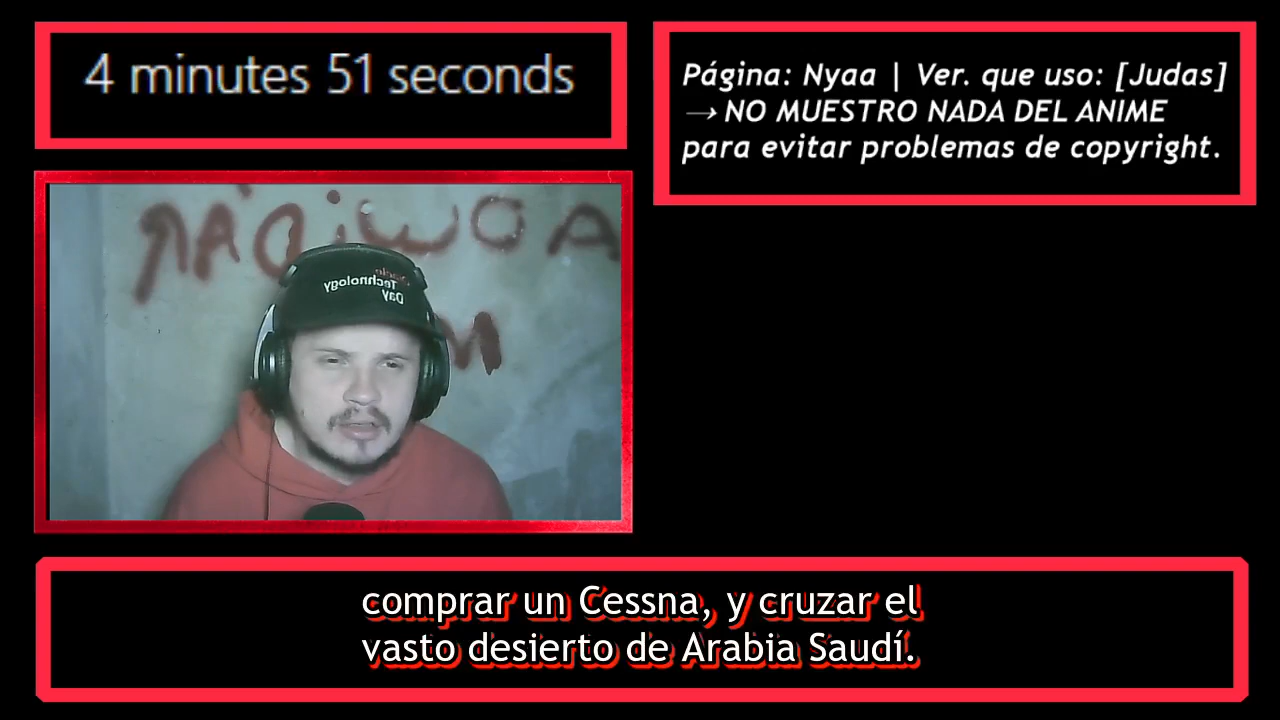 4 minutes 51 seconds
Página: Nyaa | Ver. que uso: [Judas]
→ NO MUESTRO NADA DEL ANIME
para evitar problemas de copyright.
Technology
Day
comprar un Cessna, y cruzar el
vasto desierto de Arabia Saudí.